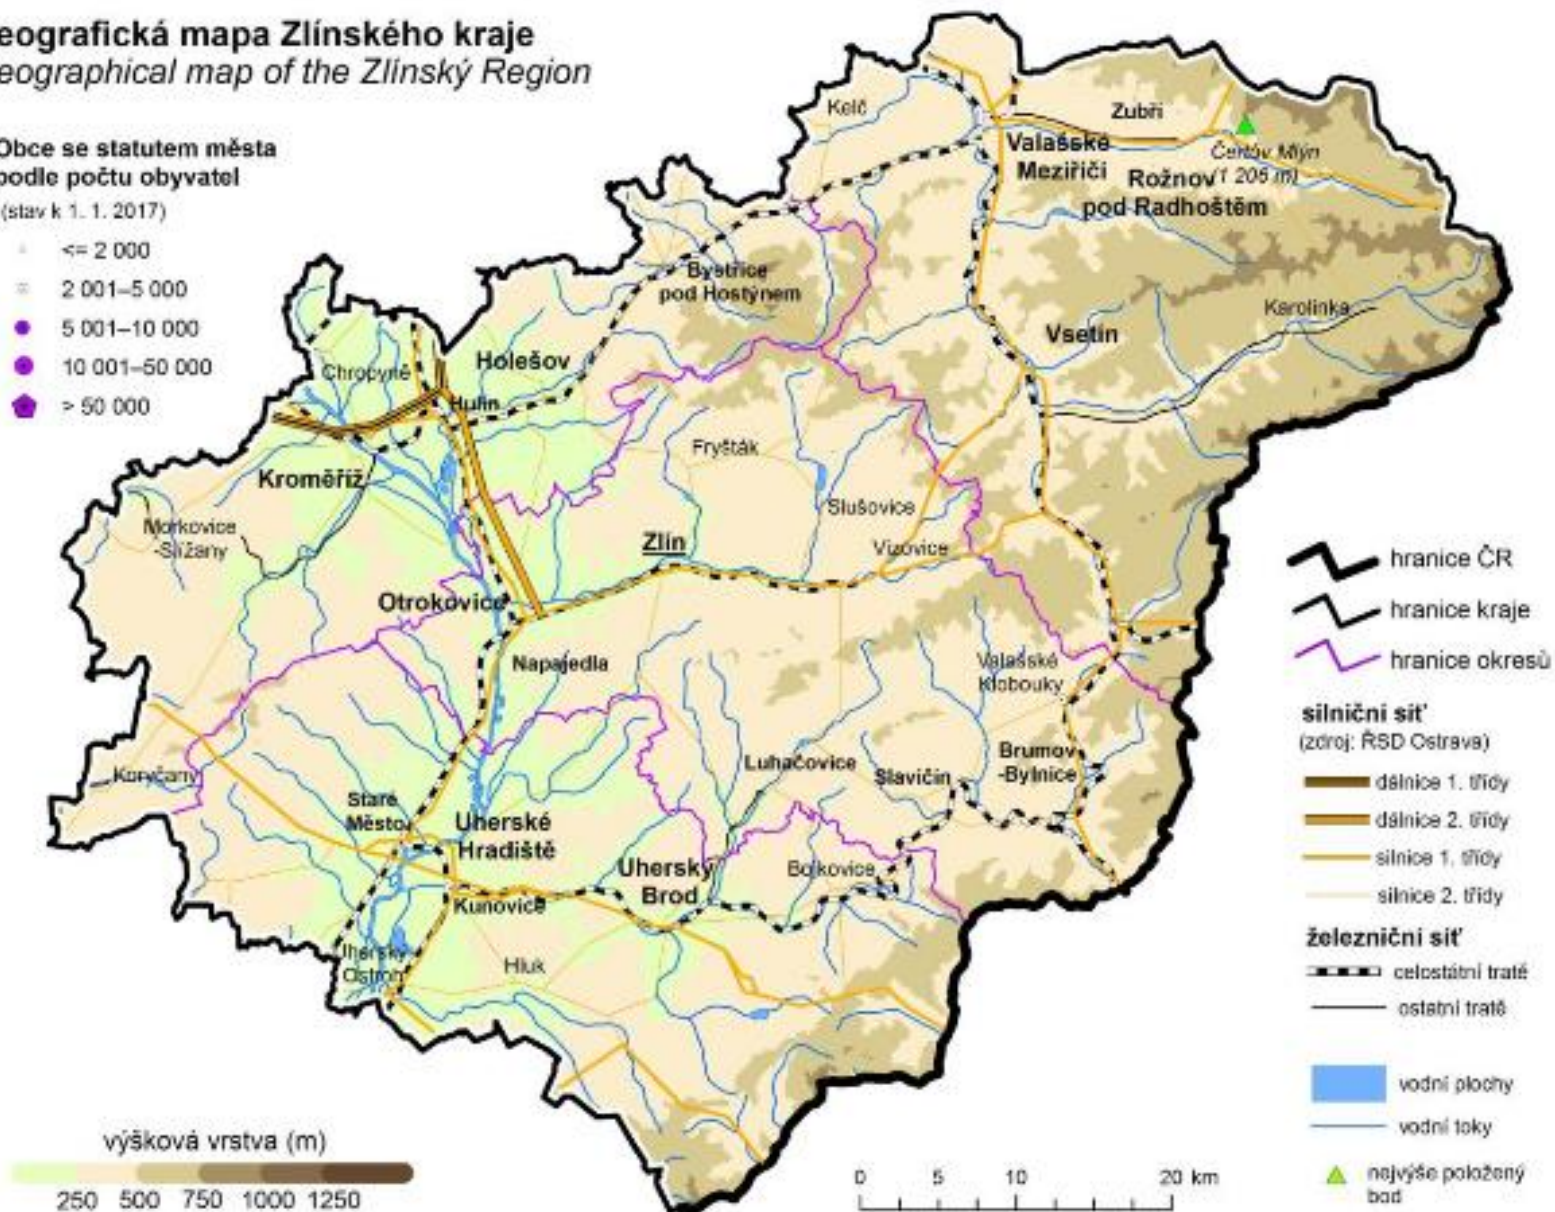 eografická mapa Zlínského kraje
eographical map of the Zlínský Region
Obce se statutem města
podle počtu obyvatel
(stav k 1. 1. 2017)
<= 2 000
2 001–5 000
5 001–10 000
10 001–50 000
> 50 000
Kelč
Zubří
Valašské
Meziříčí
Čertův Mlýn
(1 206 m)
Rožnov
pod Radhoštěm
Bystřice
pod Hostýnem
Karolinka
Vsetín
Holešov
Chropyně
Hulín
Fryšták
Kroměříž
Slušovice
Morkovice
-Slížany
Zlín
Vizovice
Otrokovice
Napajedla
Valašské
Klobouky
Luhačovice
Slavičín
Brumov
-Bylnice
Koryčany
Staré
Město
Uherské
Hradiště
Uherský
Brod
Bojkovice
Kunovice
Uherský
Ostroh
Hluk
hranice ČR
hranice kraje
hranice okresů
silniční síť
(zdroj: ŘSD Ostrava)
dálnice 1. třídy
dálnice 2. třídy
silnice 1. třídy
silnice 2. třídy
železniční síť
celostátní tratě
ostatní tratě
vodní plochy
vodní toky
nejvýše položený
bod
výšková vrstva (m)
250 500 750 1000 1250
0 5 10 20 km